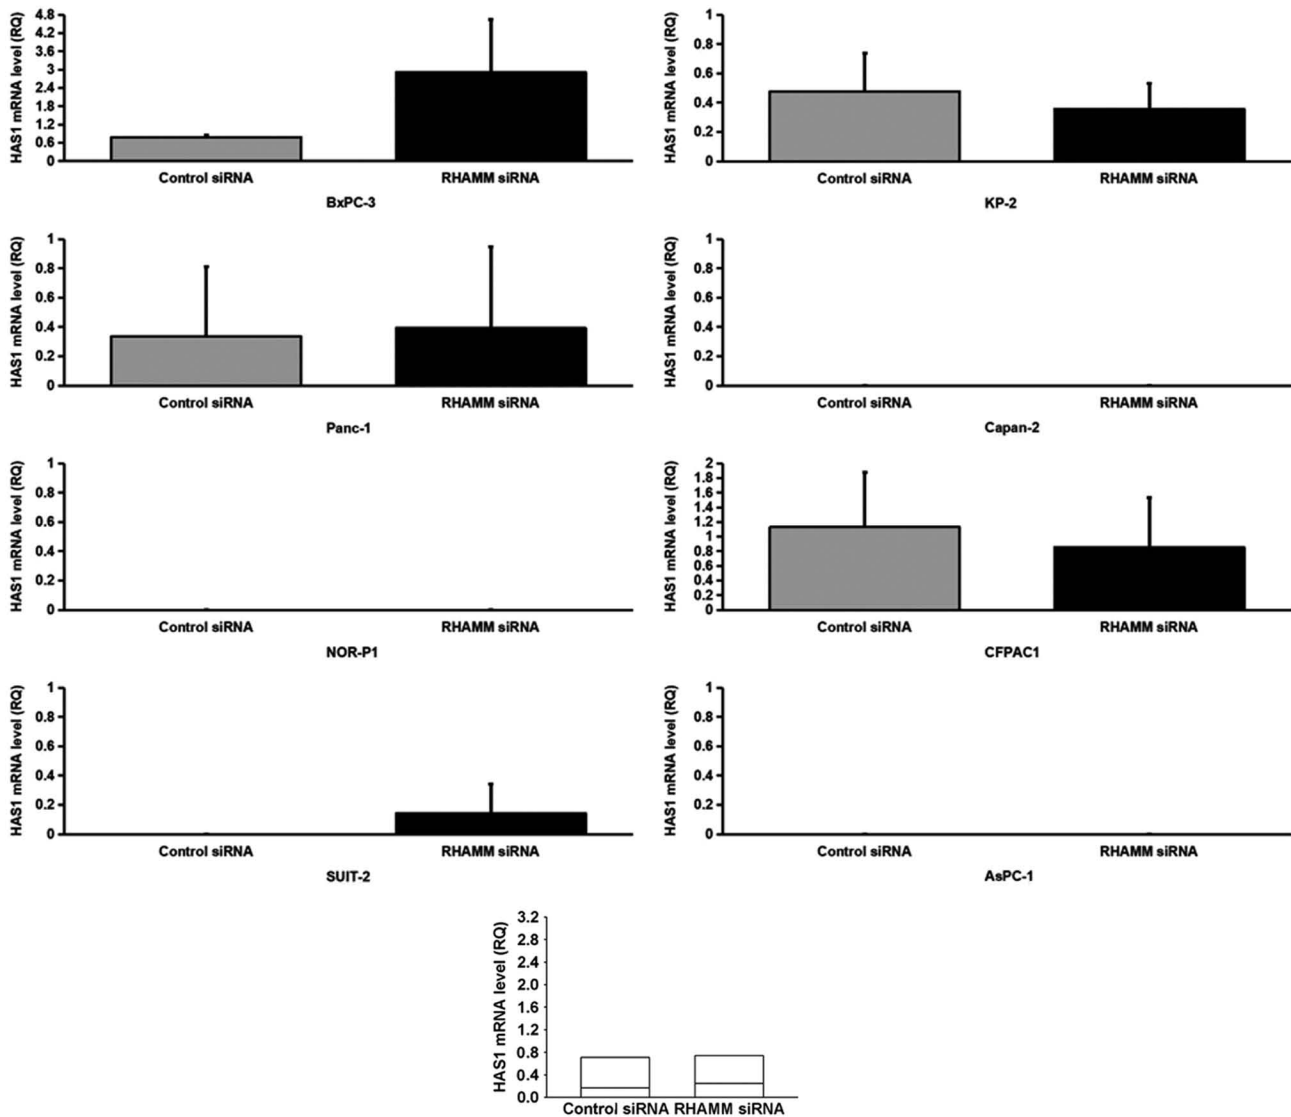 HAS1 mRNA level (RQ)
4.8
4.2
3.6
3
2.4
1.8
1.2
0.6
0
Control siRNA RHAMM siRNA
BxPC-3
HAS1 mRNA level (RQ)
1
0.8
0.6
0.4
0.2
0
Control siRNA RHAMM siRNA
KP-2
HAS1 mRNA level (RQ)
1
0.8
0.6
0.4
0.2
0
Control siRNA RHAMM siRNA
Panc-1
HAS1 mRNA level (RQ)
1
0.8
0.6
0.4
0.2
0
Control siRNA RHAMM siRNA
Capan-2
HAS1 mRNA level (RQ)
1
0.8
0.6
0.4
0.2
0
Control siRNA RHAMM siRNA
NOR-P1
HAS1 mRNA level (RQ)
2
1.8
1.6
1.4
1.2
1
0.8
0.6
0.4
0.2
0
Control siRNA RHAMM siRNA
CFPAC1
HAS1 mRNA level (RQ)
1
0.8
0.6
0.4
0.2
0
Control siRNA RHAMM siRNA
SUIT-2
HAS1 mRNA level (RQ)
1
0.8
0.6
0.4
0.2
0
Control siRNA RHAMM siRNA
AsPC-1
HAS1 mRNA level (RQ)
3.2
2.8
2.4
2.0
1.6
1.2
0.8
0.4
0.0
Control siRNA RHAMM siRNA